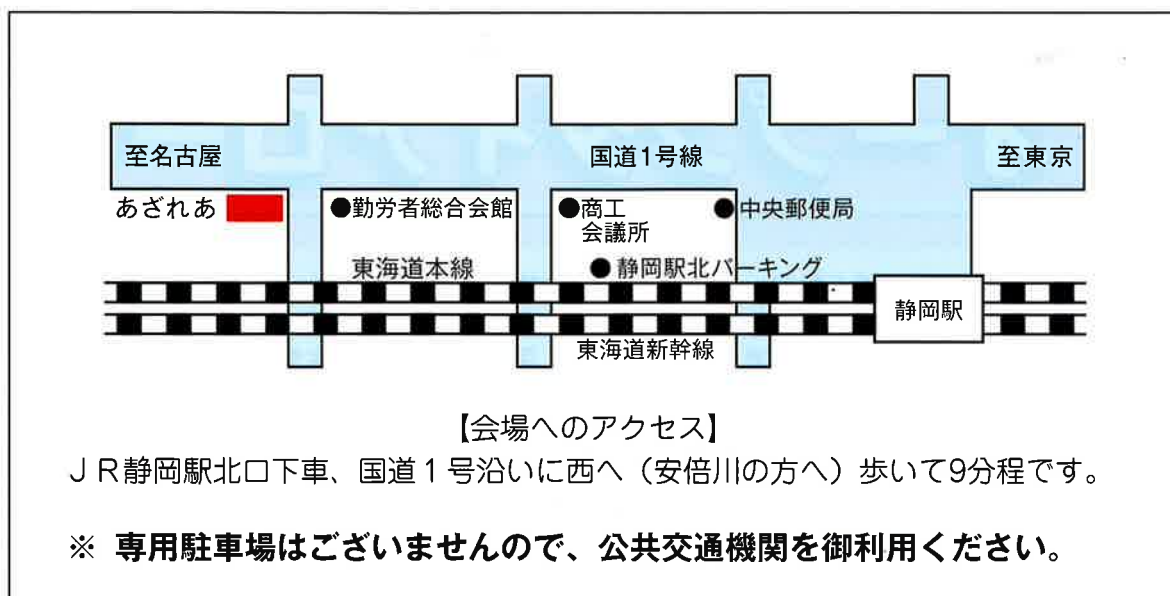 至名古屋
国道1号線
至東京
あざれあ
●勤労者総合会館
●商工
会議所
●中央郵便局
東海道本線
●静岡駅北パーキング
静岡駅
東海道新幹線
【会場へのアクセス】
ＪＲ静岡駅北口下車、国道１号沿いに西へ（安倍川の方へ）歩いて9分程です。
※ 専用駐車場はございませんので、公共交通機関を御利用ください。